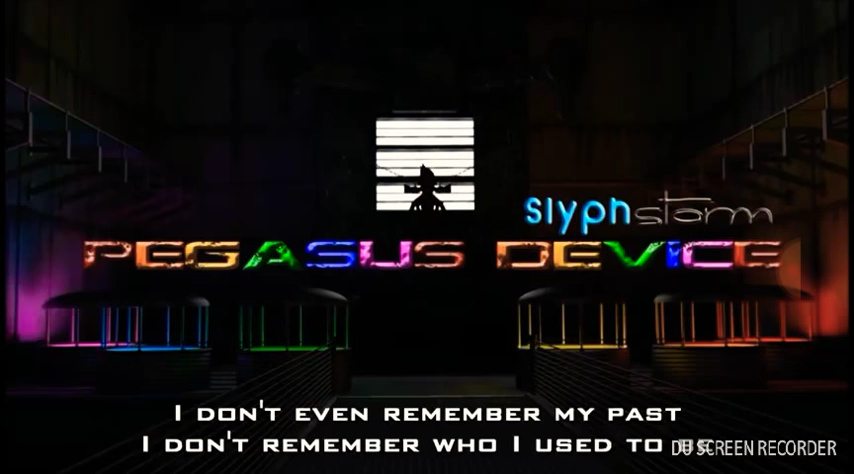 slyphstorm
PEGASUS DEVICE
I DON'T EVEN REMEMBER MY PAST
I DON'T REMEMBER WHO I USED TO
DU SCREEN RECORDER